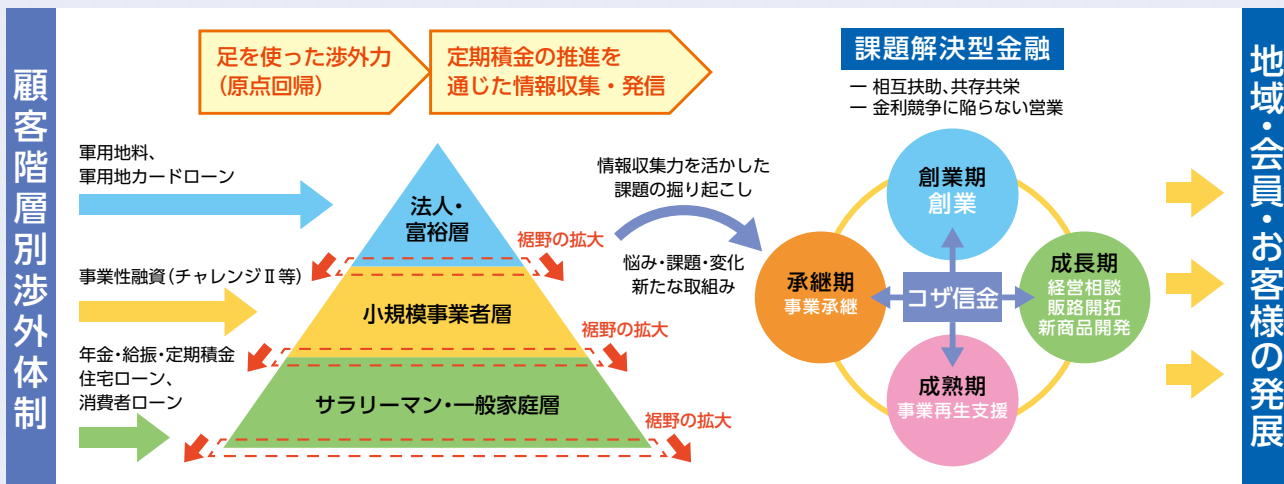 顧客階層別渉外体制
足を使った渉外力
(原点回帰)
定期積金の推進を
通じた情報収集・発信
軍用地料、
軍用地カードローン
事業性融資(チャレンジⅡ等)
年金・給振・定期積金
住宅ローン、
消費者ローン
法人・
富裕層
裾野の拡大
小規模事業者層
裾野の拡大
サラリーマン・一般家庭層
裾野の拡大
情報収集力を活かした
課題の掘り起こし
悩み・課題・変化
新たな取組み
課題解決型金融
ー 相互扶助、共存共栄
ー 金利競争に陥らない営業
創業期
創業
承継期
事業承継
コザ信金
成長期
経営相談
販路開拓
新商品開発
成熟期
事業再生支援
地域・会員・お客様の発展